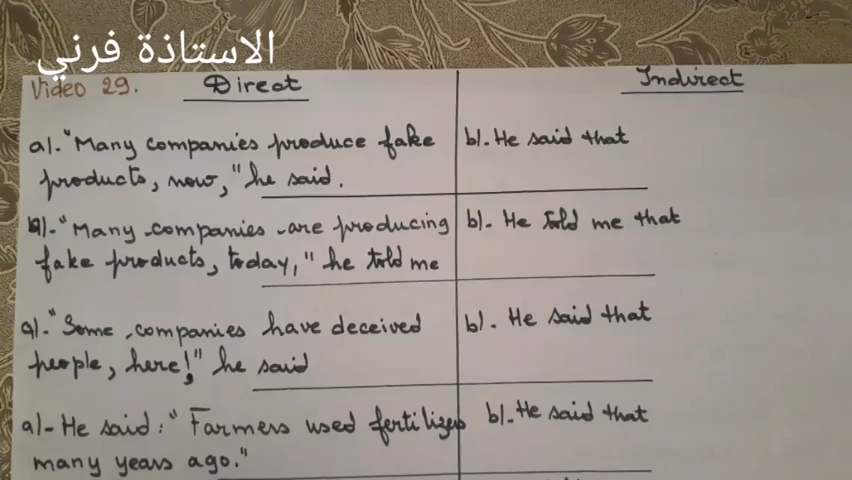 الاستاذة فرني
Video 29. Direct Indirect
a). "Many companies produce fake products, now," he said.
b). He said that
a). "Many companies are producing fake products, today," he told me
b). He told me that
a). "Some companies have deceived people, here!," he said
b). He said that
a). He said: "Farmers used fertilizers many years ago."
b). He said that